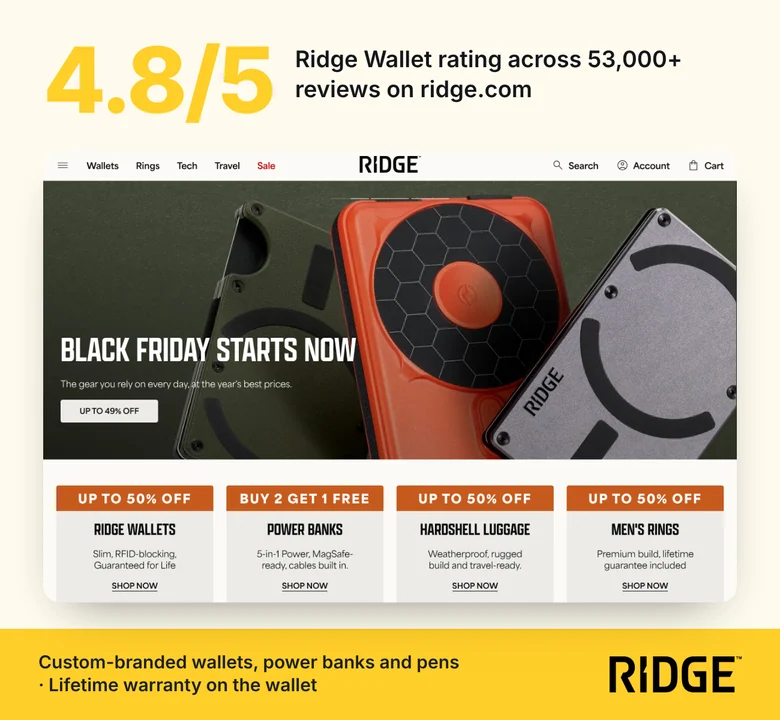 4.8/5
Ridge Wallet rating across 53,000+
reviews on ridge.com
Wallets Rings Tech Travel Sale
RIDGE
Search Account Cart
BLACK FRIDAY STARTS NOW
The gear you rely on every day, at the year's best prices.
UP TO 49% OFF
RIDGE
UP TO 50% OFF
RIDGE WALLETS
Slim, RFID-blocking,
Guaranteed for Life
SHOP NOW
BUY 2 GET 1 FREE
POWER BANKS
5-in-1 Power, MagSafe-
ready, cables built in.
SHOP NOW
UP TO 50% OFF
HARDSHELL LUGGAGE
Weatherproof, rugged
build and travel-ready.
SHOP NOW
UP TO 50% OFF
MEN'S RINGS
Premium build, lifetime
guarantee included
SHOP NOW
Custom-branded wallets, power banks and pens
· Lifetime warranty on the wallet
RIDGE™